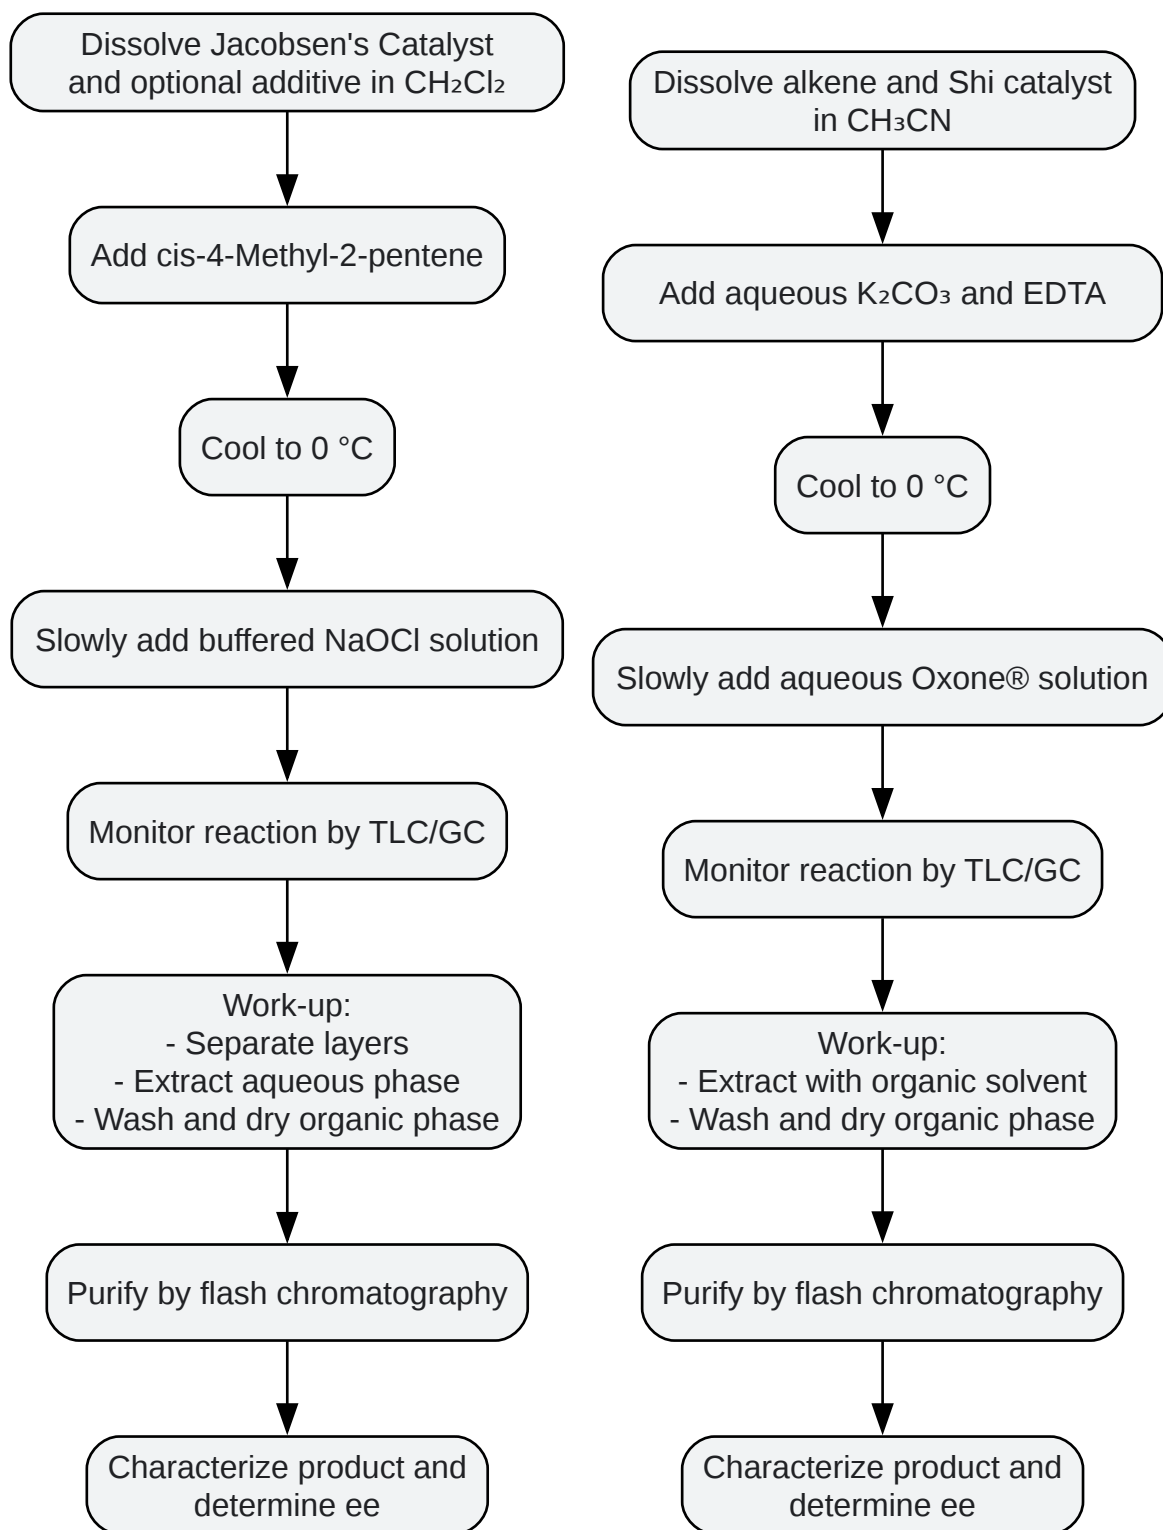 Dissolve Jacobsen's Catalyst
and optional additive in CH₂Cl₂
Add cis-4-Methyl-2-pentene
Cool to 0 °C
Slowly add buffered NaOCl solution
Monitor reaction by TLC/GC
Work-up:
- Separate layers
- Extract aqueous phase
- Wash and dry organic phase
Purify by flash chromatography
Characterize product and
determine ee
Dissolve alkene and Shi catalyst
in CH₃CN
Add aqueous K₂CO₃ and EDTA
Cool to 0 °C
Slowly add aqueous Oxone® solution
Monitor reaction by TLC/GC
Work-up:
- Extract with organic solvent
- Wash and dry organic phase
Purify by flash chromatography
Characterize product and
determine ee